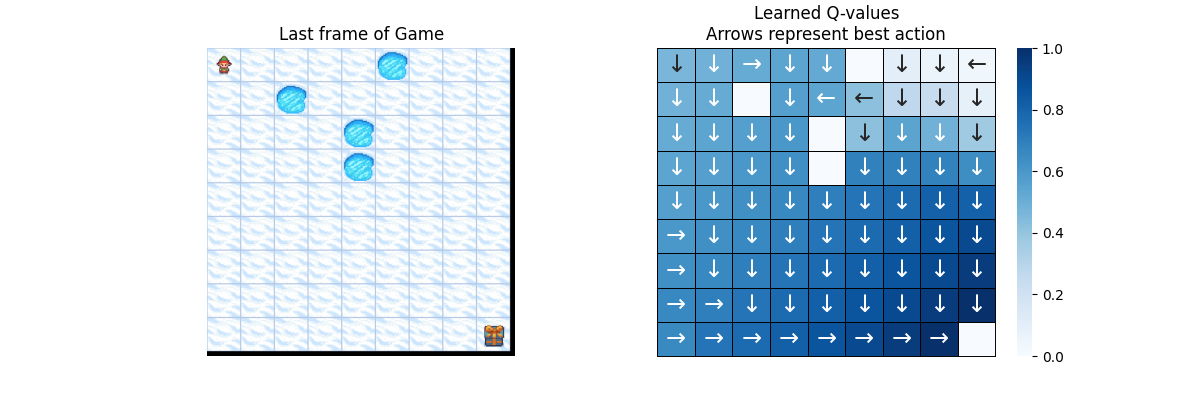 Last frame of Game
Learned Q-values
Arrows represent best action
↓ ↓ → ↓ ↓ ↓ ↓ ←
↓ ↓ ↓ ← ← ↓ ↓ ↓
↓ ↓ ↓ ↓ ↓ ↓ ↓ ↓
↓ ↓ ↓ ↓ ↓ ↓ ↓ ↓
↓ ↓ ↓ ↓ ↓ ↓ ↓ ↓ ↓
→ ↓ ↓ ↓ ↓ ↓ ↓ ↓ ↓
→ ↓ ↓ ↓ ↓ ↓ ↓ ↓ ↓
→ → ↓ ↓ ↓ ↓ ↓ ↓ ↓
→ → → → → → → →
1.0
0.8
0.6
0.4
0.2
0.0